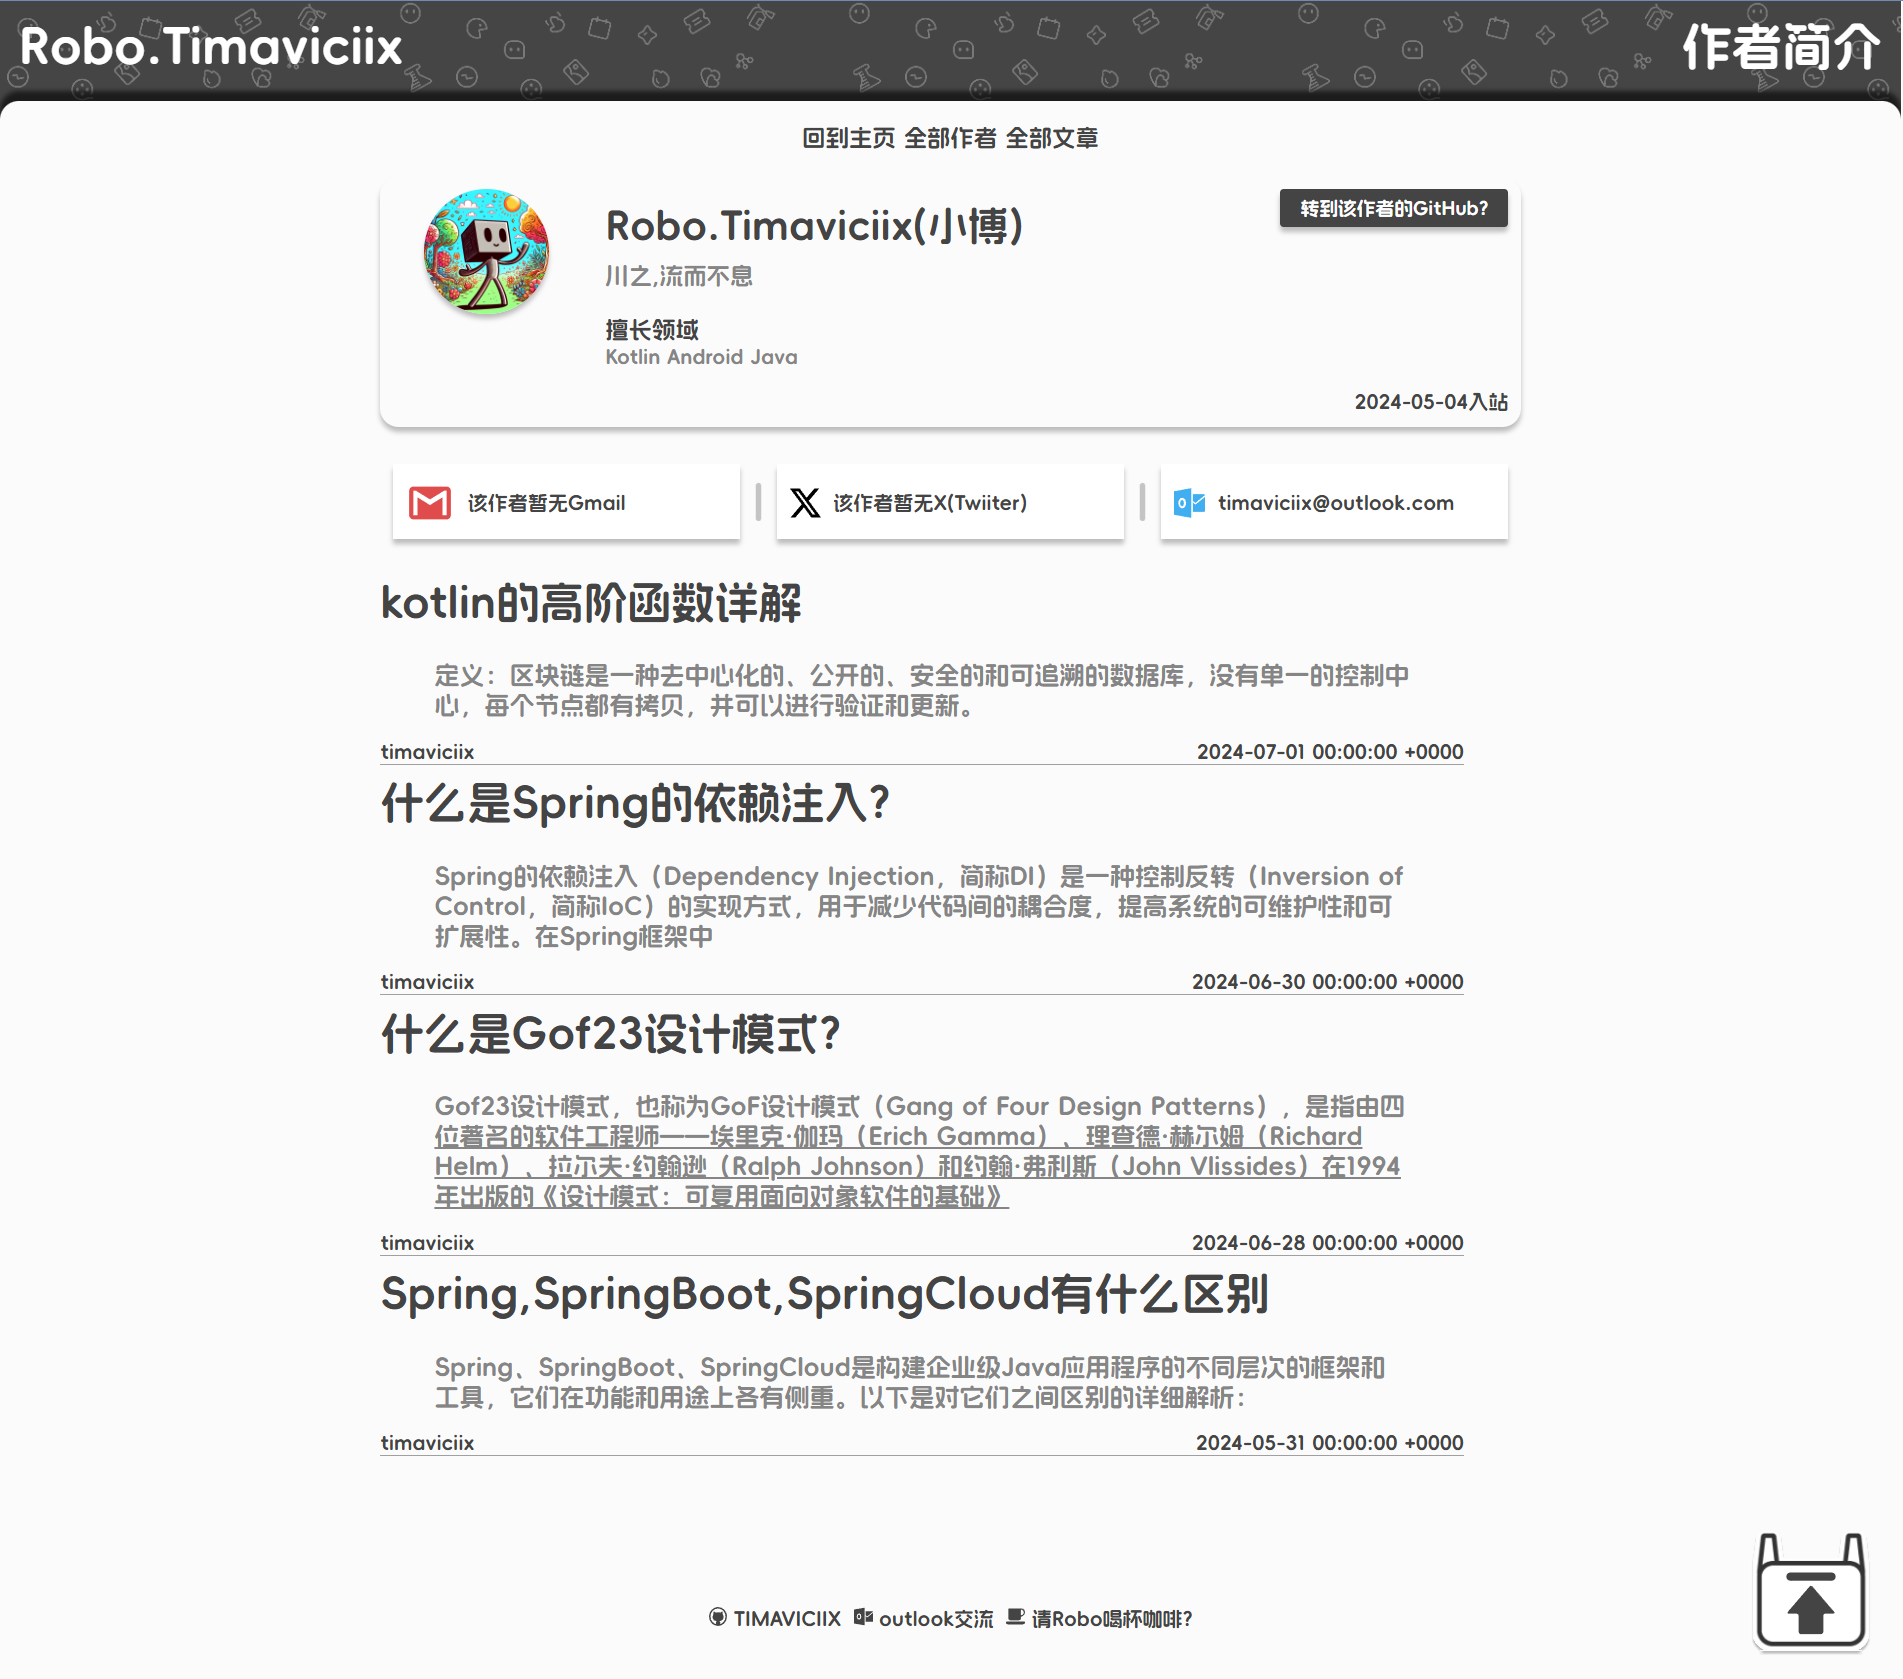 Robo.Timaviciix
作者简介
回到主页 全部作者 全部文章
Robo.Timaviciix(小博)
转到该作者的GitHub?
川之,流而不息
擅长领域
Kotlin Android Java
2024-05-04入站
该作者暂无Gmail
该作者暂无X(Twiiter)
timaviciix@outlook.com
kotlin的高阶函数详解
定义：区块链是一种去中心化的、公开的、安全的和可追溯的数据库，没有单一的控制中
心，每个节点都有拷贝，并可以进行验证和更新。
timaviciix
2024-07-01 00:00:00 +0000
什么是Spring的依赖注入?
Spring的依赖注入（Dependency Injection，简称DI）是一种控制反转（Inversion of
Control，简称IoC）的实现方式，用于减少代码间的耦合度，提高系统的可维护性和可
扩展性。在Spring框架中
timaviciix
2024-06-30 00:00:00 +0000
什么是Gof23设计模式?
Gof23设计模式，也称为GoF设计模式（Gang of Four Design Patterns），是指由四
位著名的软件工程师——埃里克·伽玛（Erich Gamma）、理查德·赫尔姆（Richard
Helm）、拉尔夫·约翰逊（Ralph Johnson）和约翰·弗利斯（John Vlissides）在1994
年出版的《设计模式：可复用面向对象软件的基础》
timaviciix
2024-06-28 00:00:00 +0000
Spring,SpringBoot,SpringCloud有什么区别
Spring、SpringBoot、SpringCloud是构建企业级Java应用程序的不同层次的框架和
工具，它们在功能和用途上各有侧重。以下是对它们之间区别的详细解析：
timaviciix
2024-05-31 00:00:00 +0000
TIMAVICIIX outlook交流 请Robo喝杯咖啡?